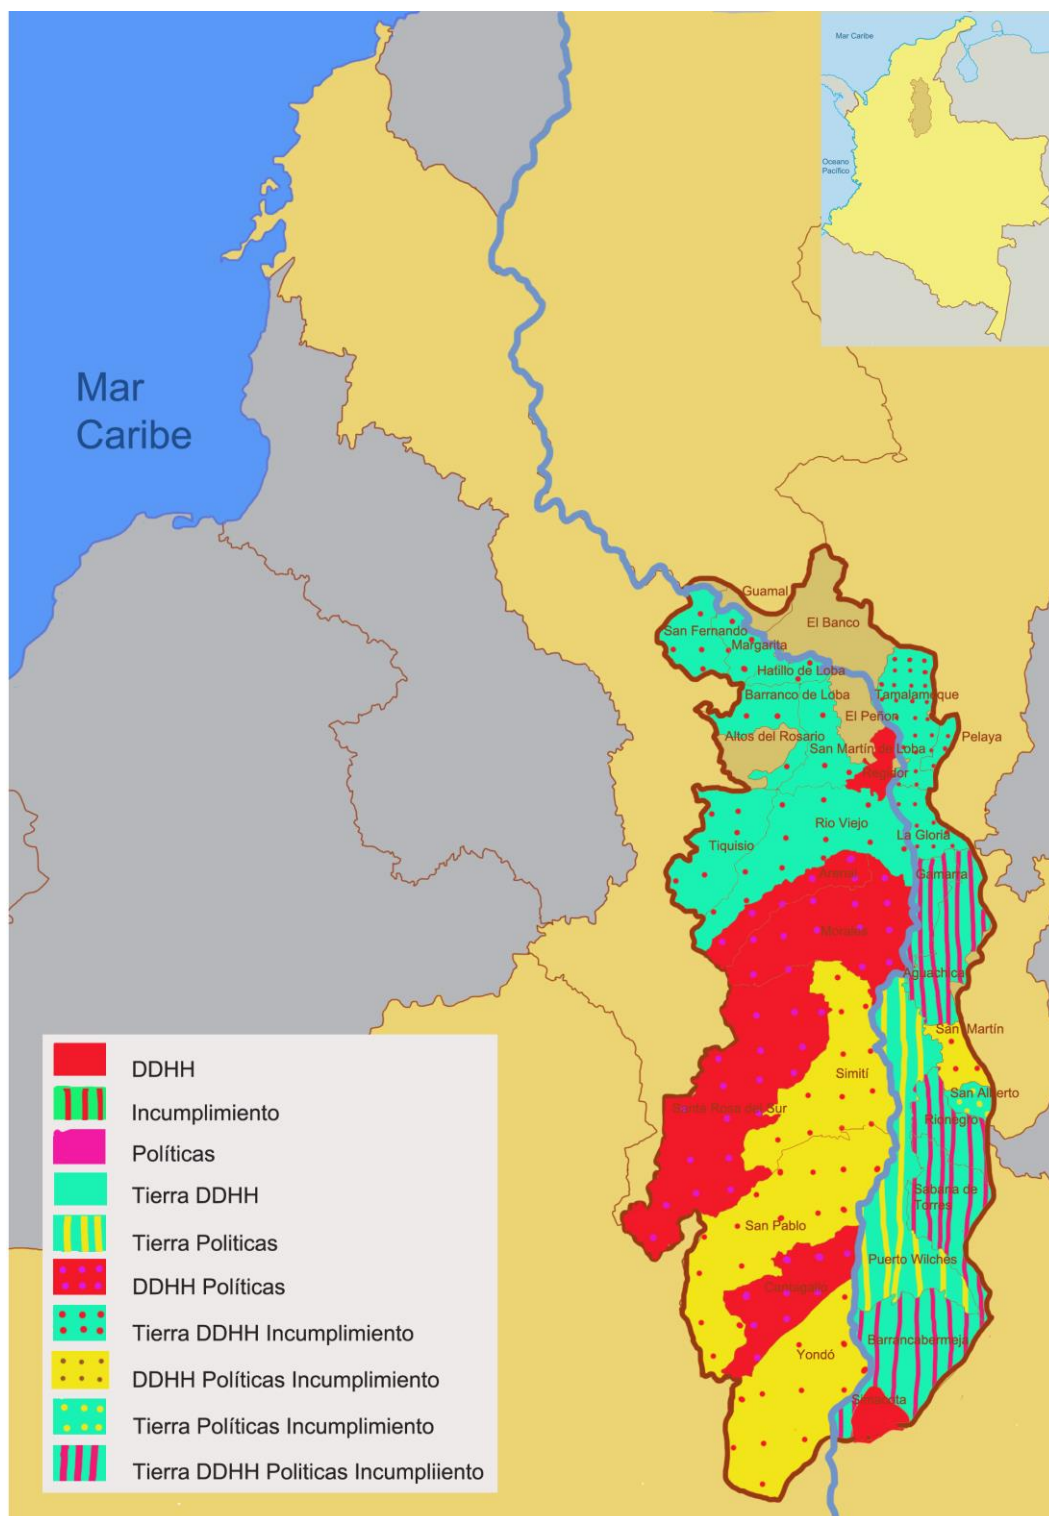 Mar Caribe
Oceano
Pacífico
Mar
Caribe
Guamal
El Banco
San Fernando
Margarita
Hatillo de Loba
Barranco de Loba
Tamalameque
El Peñon
Altos del Rosario
San Martín de Loba
Pelaya
Regidor
Rio Viejo
La Gloria
Tiquisio
Arenal
Gamarra
Morales
Aguachica
San Martín
Simití
San Alberto
Santa Rosa del Sur
Rionegro
Sabana de
Torres
San Pablo
Puerto Wilches
Cantagallo
Barrancabermeja
Yondó
Simacota
DDHH
Incumplimiento
Políticas
Tierra DDHH
Tierra Politicas
DDHH Políticas
Tierra DDHH Incumplimiento
DDHH Políticas Incumplimiento
Tierra Políticas Incumplimiento
Tierra DDHH Politicas Incumpliiento